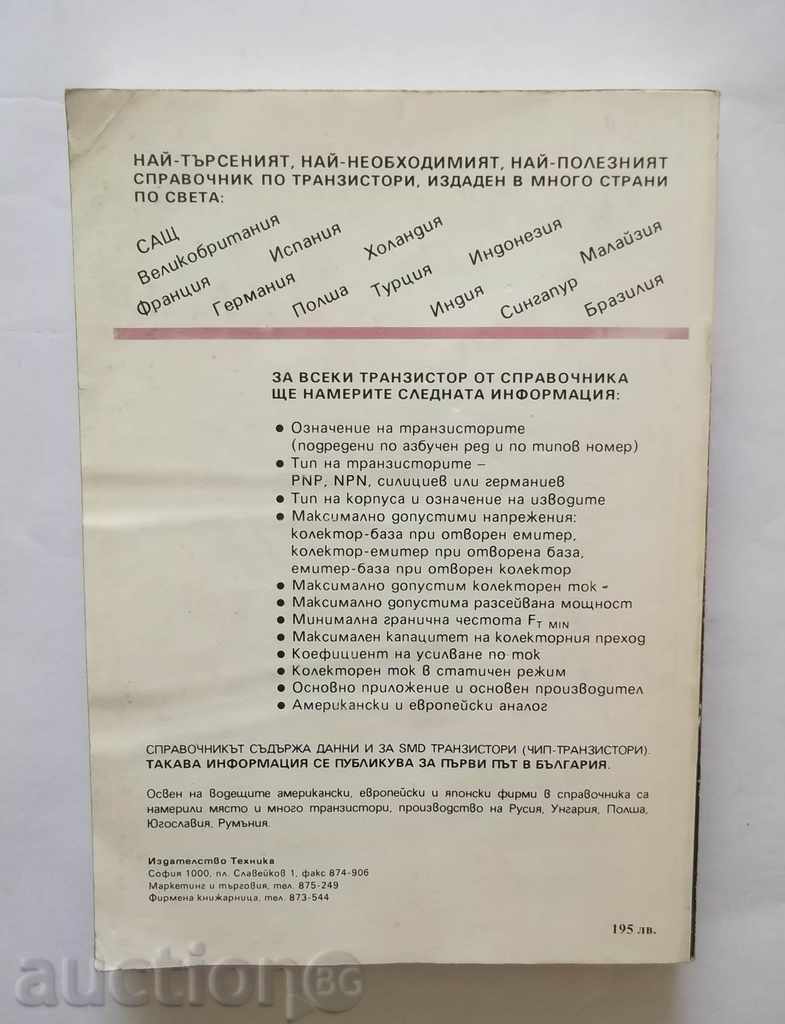 НАЙ-ТЪРСЕНИЯТ, НАЙ-НЕОБХОДИМИЯТ, НАЙ-ПОЛЕЗНИЯТ
СПРАВОЧНИК ПО ТРАНЗИСТОРИ, ИЗДАДЕН В МНОГО СТРАНИ
ПО СВЕТА:
САЩ
Великобритания
Испания
Холандия
Индонезия
Малайзия
Франция
Германия
Полша
Турция
Индия
Сингапур
Бразилия
ЗА ВСЕКИ ТРАНЗИСТОР ОТ СПРАВОЧНИКА
ЩЕ НАМЕРИТЕ СЛЕДНАТА ИНФОРМАЦИЯ:
● Означение на транзисторите
(подредени по азбучен ред и по типов номер)
● Тип на транзисторите –
PNP, NPN, силициев или германиев
● Тип на корпуса и означение на изводите
● Максимално допустими напрежения:
колектор-база при отворен емитер,
колектор-емитер при отворена база,
емитер-база при отворен колектор
● Максимално допустим колекторен ток -
● Максимално допустима разсейвана мощност
● Минимална гранична честота FT MIN
● Максимален капацитет на колекторния преход
● Коефициент на усилване по ток
● Колекторен ток в статичен режим
● Основно приложение и основен производител
● Американски и европейски аналог
СПРАВОЧНИКЪТ СЪДЪРЖА ДАННИ И ЗА SMD ТРАНЗИСТОРИ (ЧИП-ТРАНЗИСТОРИ).
ТАКАВА ИНФОРМАЦИЯ СЕ ПУБЛИКУВА ЗА ПЪРВИ ПЪТ В БЪЛГАРИЯ.
Освен на водещите американски, европейски и японски фирми в справочника са
намерили място и много транзистори, производство на Русия, Унгария, Полша,
Югославия, Румъния.
Издателство Техника
София 1000, пл. Славейков 1, факс 874-906
Маркетинг и търговия, тел. 875-249
Фирмена книжарница, тел. 873-544
195 лв.
auctionBG